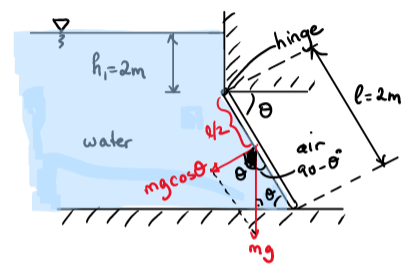 hinge
h₁=2m
θ
l=2m
l/2
water
air
90-θ
θ
mgcosθ
θ
mg